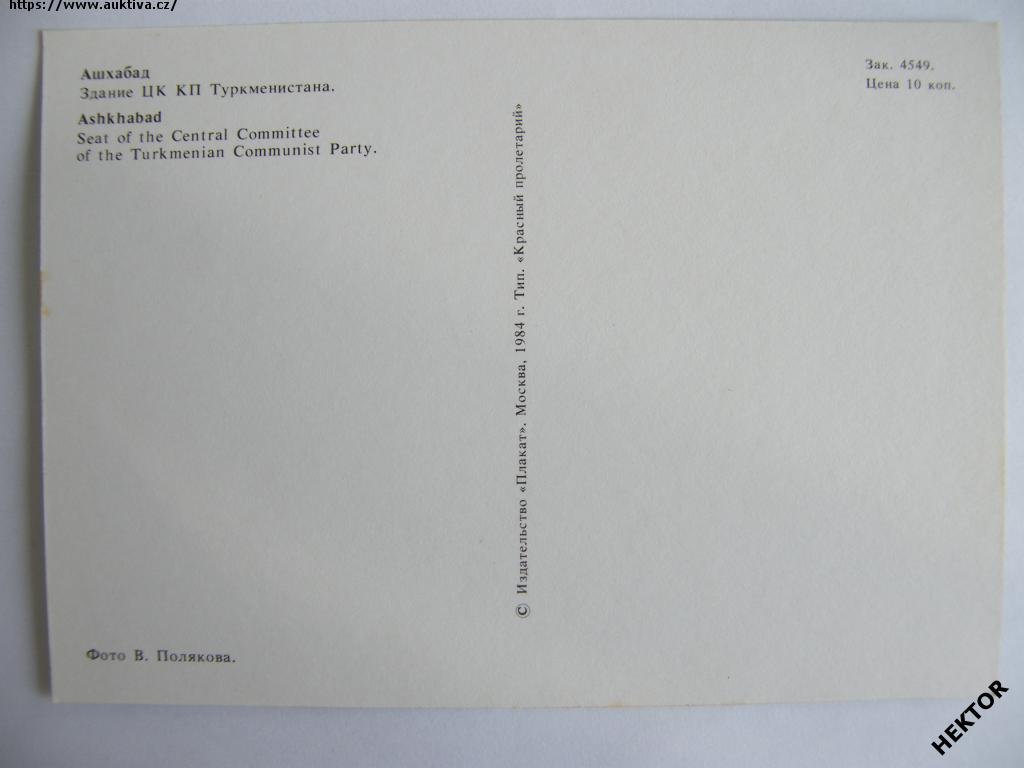 https://www.auktiva.cz/
Ашхабад
Здание ЦК КП Туркменистана.
Ashkhabad
Seat of the Central Committee
of the Turkmenian Communist Party.
Зак. 4549.
Цена 10 коп.
© Издательство «Плакат». Москва, 1984 г. Тип. «Красный пролетарий»
Фото В. Полякова.
HEKTOR